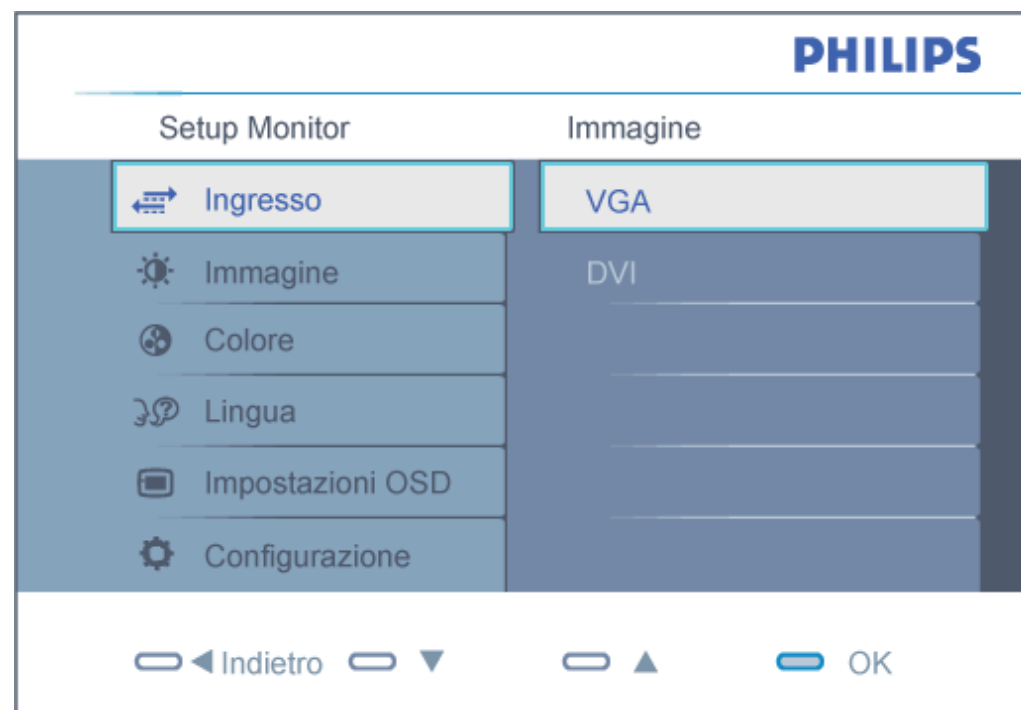 PHILIPS
Setup Monitor Immagine
Ingresso VGA
Immagine DVI
Colore
Lingua
Impostazioni OSD
Configurazione
Indietro OK